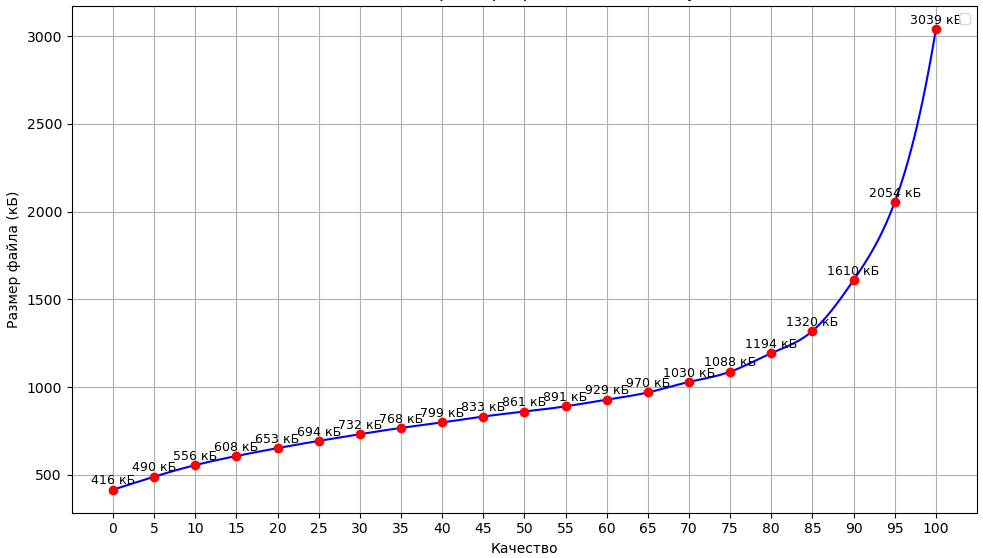 3039 кБ
3000
2500
2054 кБ
2000
1610 кБ
1500
1320 кБ
1194 кБ
1088 кБ
1030 кБ
1000
970 кБ
929 кБ
891 кБ
861 кБ
833 кБ
799 кБ
768 кБ
732 кБ
694 кБ
653 кБ
608 кБ
556 кБ
490 кБ
500
416 кБ
Размер файла (кБ)
0 5 10 15 20 25 30 35 40 45 50 55 60 65 70 75 80 85 90 95 100
Качество